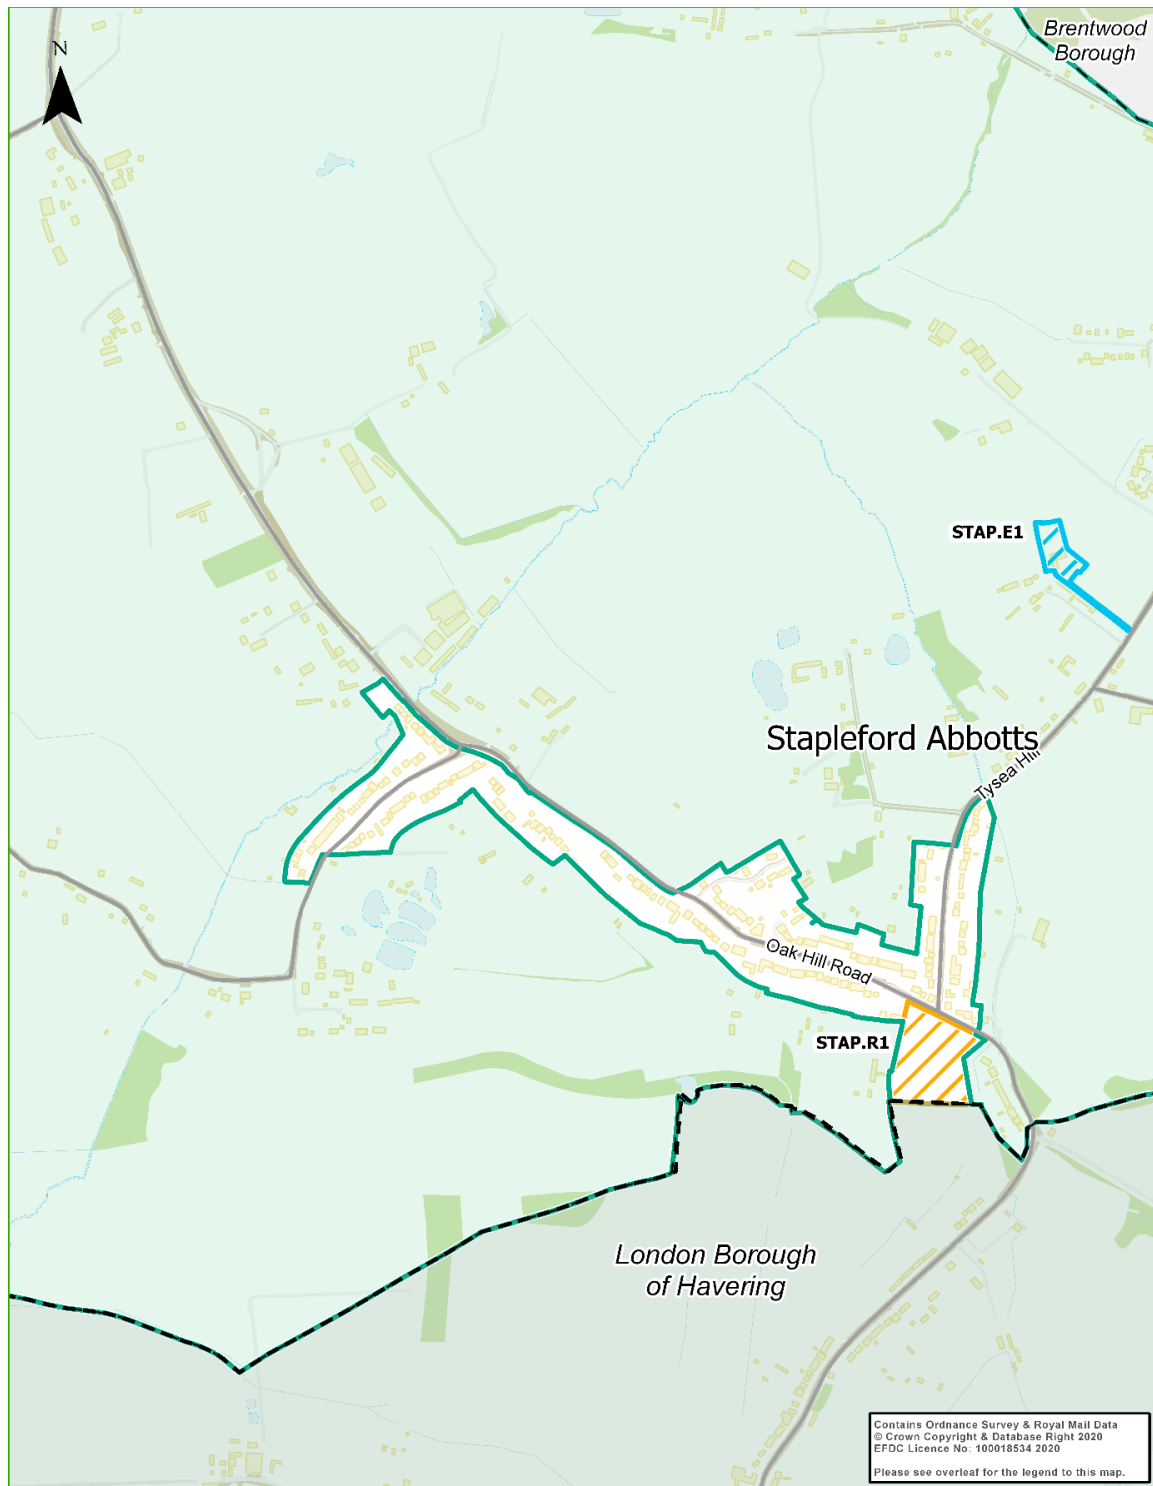 Brentwood
Borough
N
STAP.E1
Stapleford Abbotts
Tysea Hill
Oak Hill Road
STAP.R1
London Borough
of Havering
Contains Ordnance Survey & Royal Mail Data
© Crown Copyright & Database Right 2020
EFDC Licence No: 100018534 2020
Please see overleaf for the legend to this map.